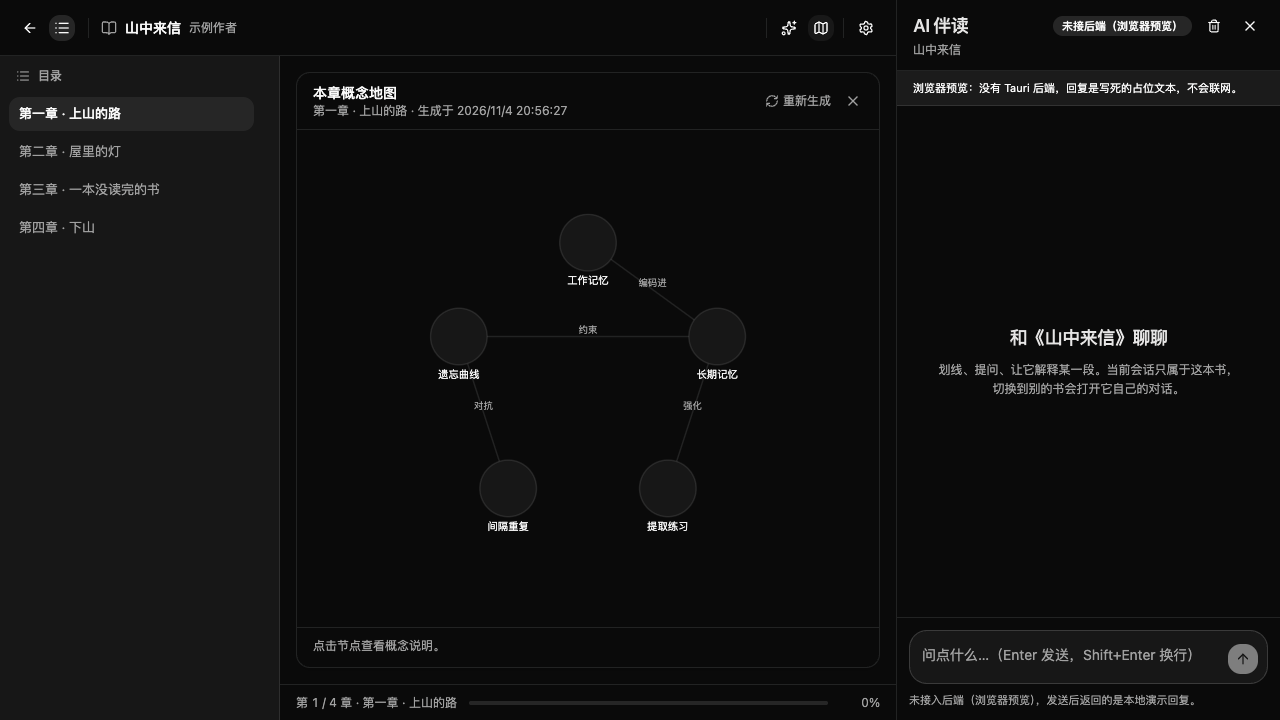 山中来信 示例作者
目录
第一章 · 上山的路
第二章 · 屋里的灯
第三章 · 一本没读完的书
第四章 · 下山
本章概念地图
第一章 · 上山的路 · 生成于 2026/11/4 20:56:27
重新生成
工作记忆
编码进
约束
遗忘曲线
长期记忆
对抗
强化
间隔重复
提取练习
点击节点查看概念说明。
第 1 / 4 章 · 第一章 · 上山的路
0%
AI 伴读
未接后端（浏览器预览）
山中来信
浏览器预览：没有 Tauri 后端，回复是写死的占位文本，不会联网。
和《山中来信》聊聊
划线、提问、让它解释某一段。当前会话只属于这本书，
切换到别的书会打开它自己的对话。
问点什么…（Enter 发送，Shift+Enter 换行）
未接入后端（浏览器预览），发送后返回的是本地演示回复。